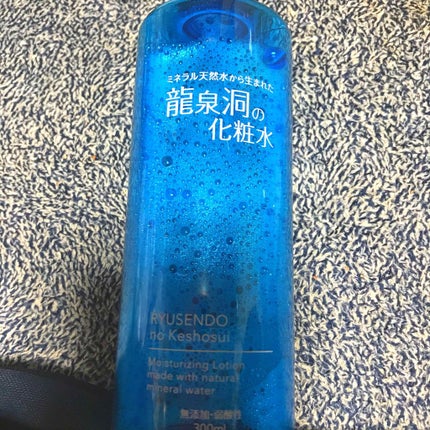 ミネラル天然水から生まれた
龍泉洞の
化粧水
RYUSENDO
no Keshosui
Moisturizing Lotion
made with natural
mineral water
無添加・弱酸性
300ml